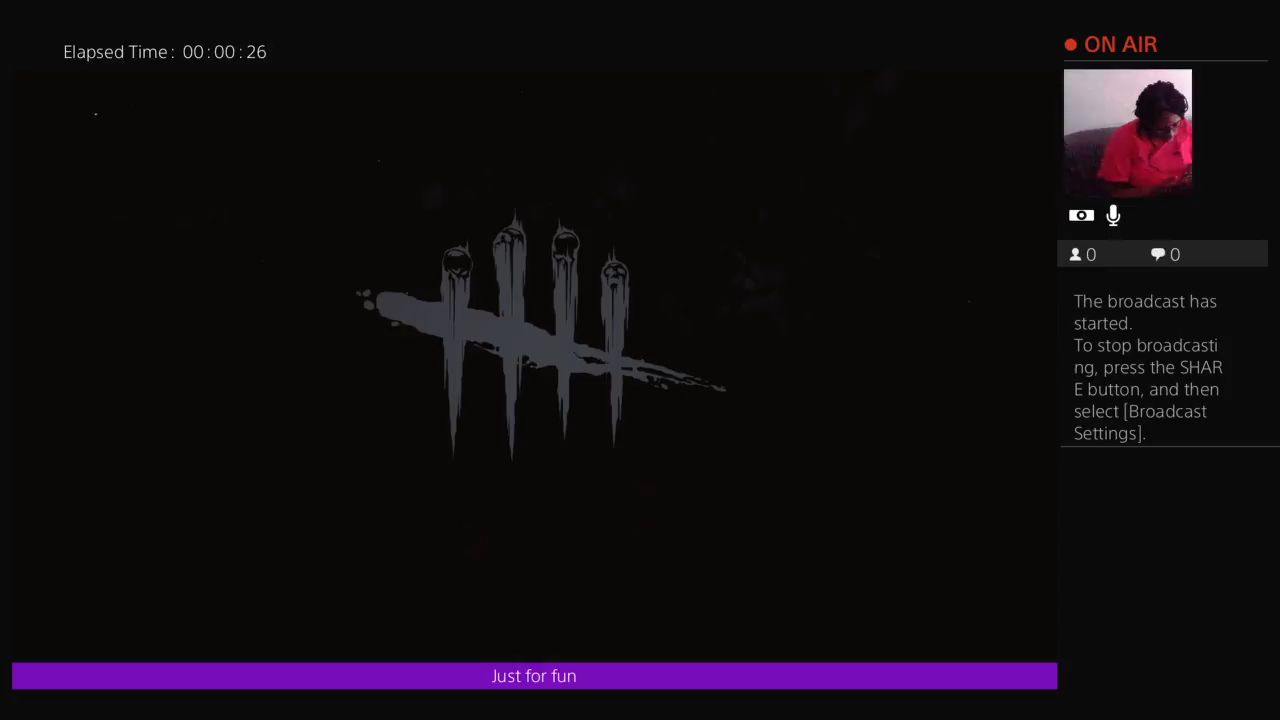 Elapsed Time: 00:00:26
ON AIR
0 0
The broadcast has
started.
To stop broadcasti
ng, press the SHAR
E button, and then
select [Broadcast
Settings].
Just for fun